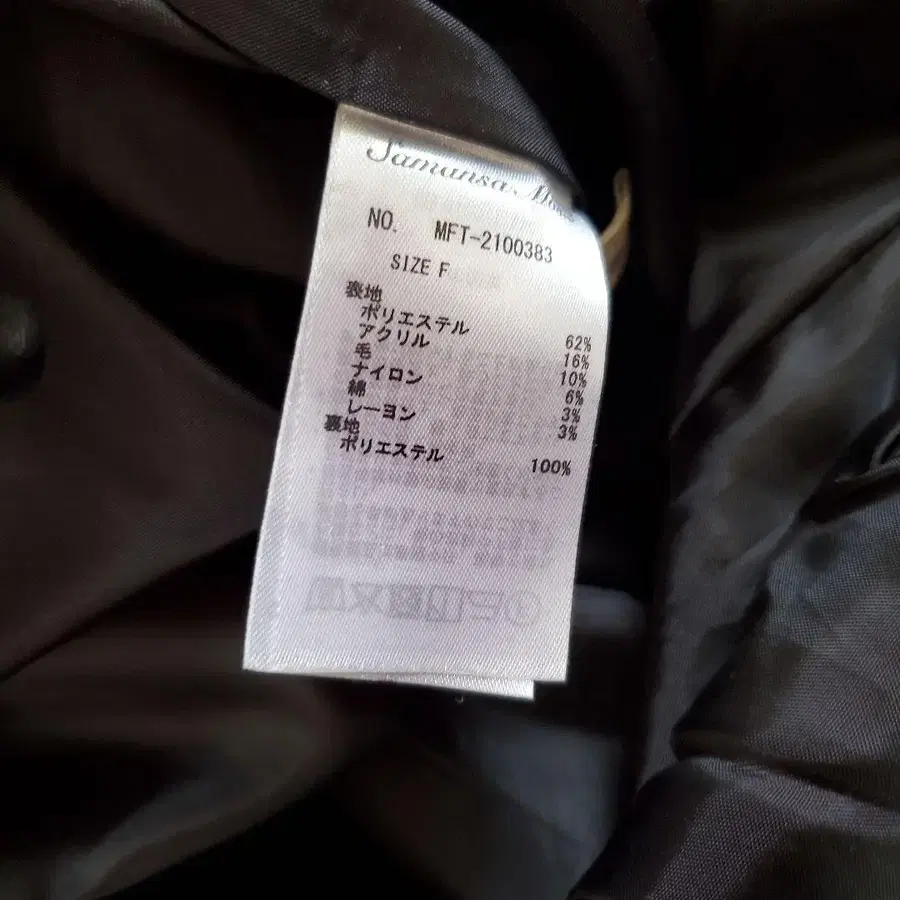 Samansa Mos2
NO. MFT-2100383
SIZE F
表地
ポリエステル 62%
アクリル 16%
毛 10%
ナイロン 6%
綿 3%
レーヨン 3%
裏地
ポリエステル 100%